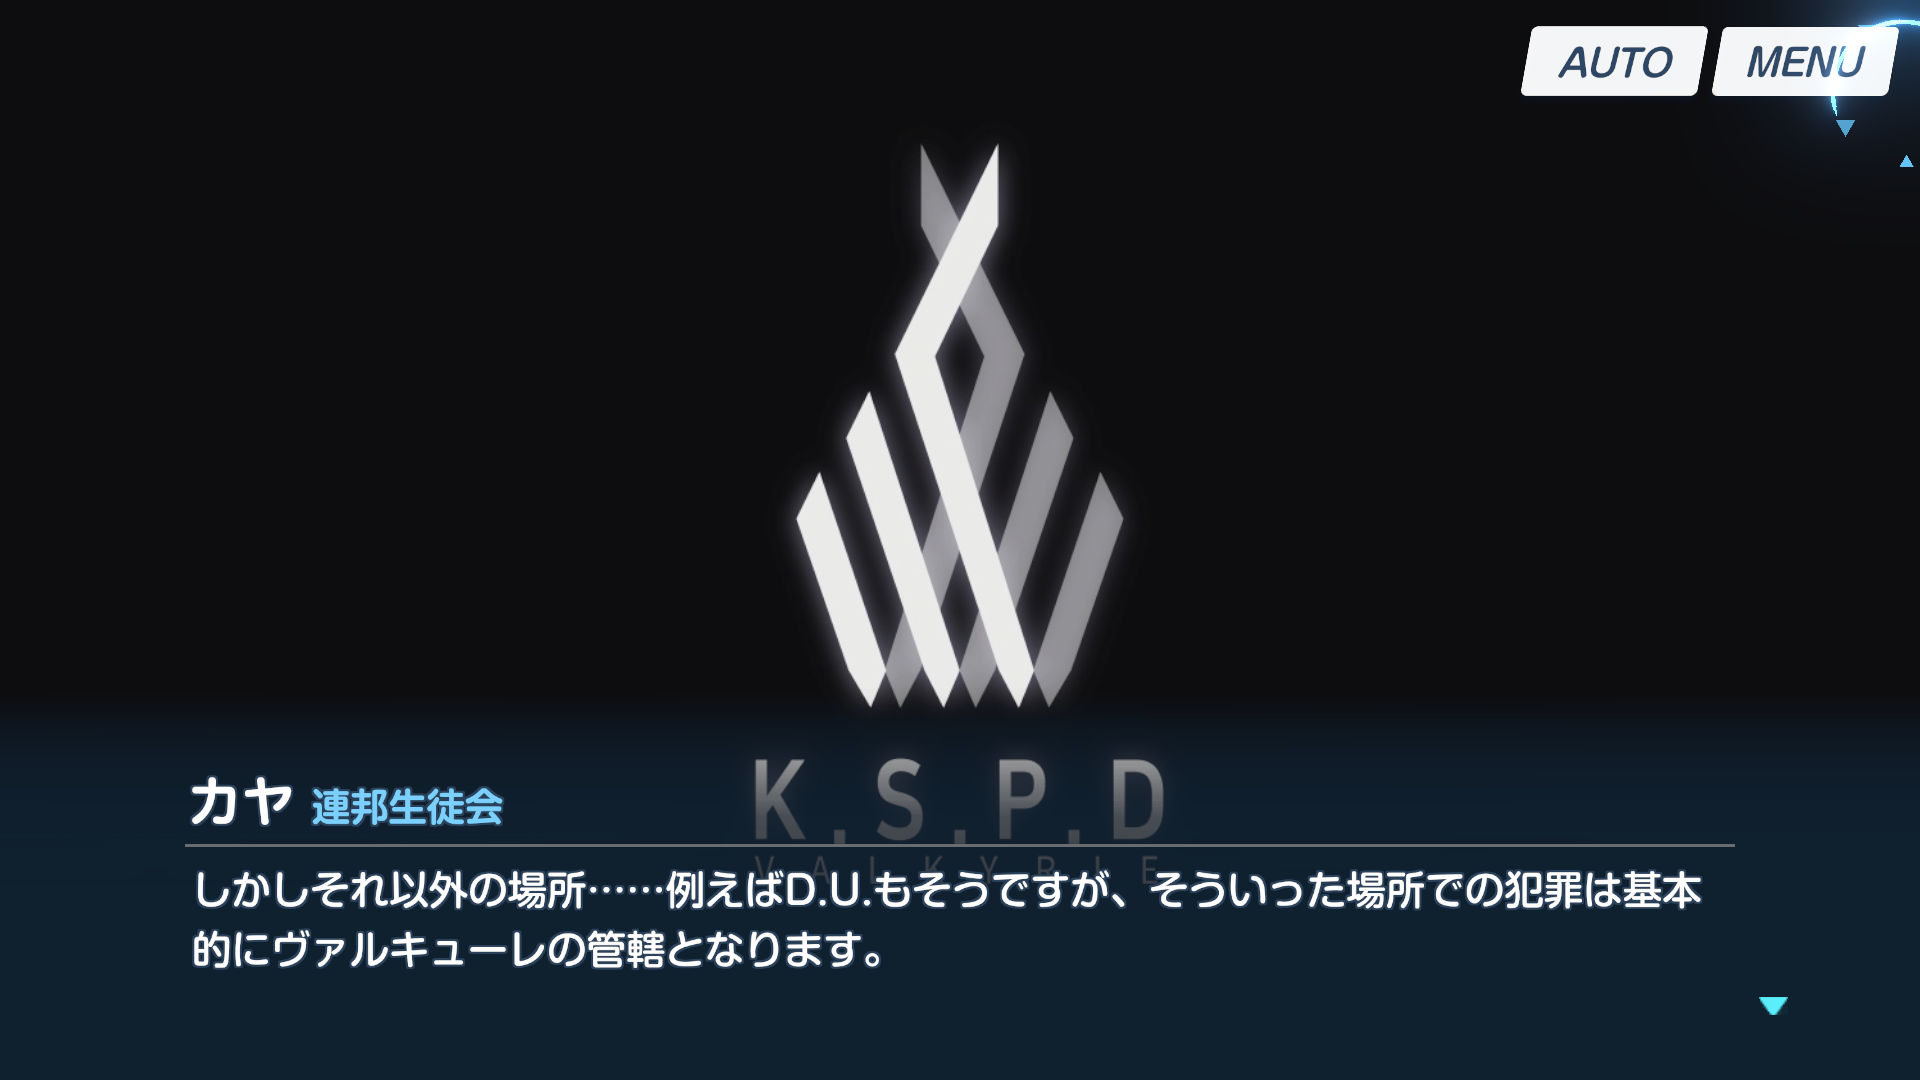 AUTO
MENU
K.S.P.D
VALKYRIE
カヤ 連邦生徒会
しかしそれ以外の場所……例えばD.U.もそうですが、そういった場所での犯罪は基本
的にヴァルキューレの管轄となります。